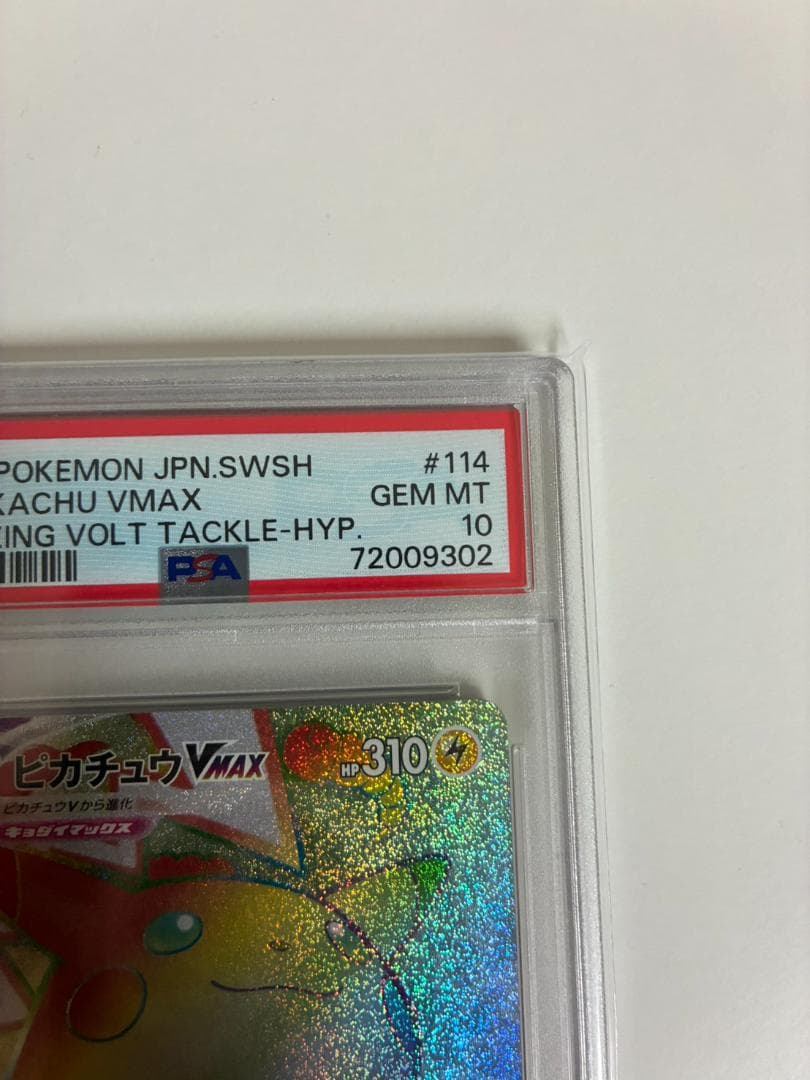 POKEMON JPN.SWSH #114
KACHU VMAX GEM MT
ZING VOLT TACKLE-HYP. 10
PSA 72009302
ピカチュウVMAX HP310
ピカチュウVから進化
キョダイマックス